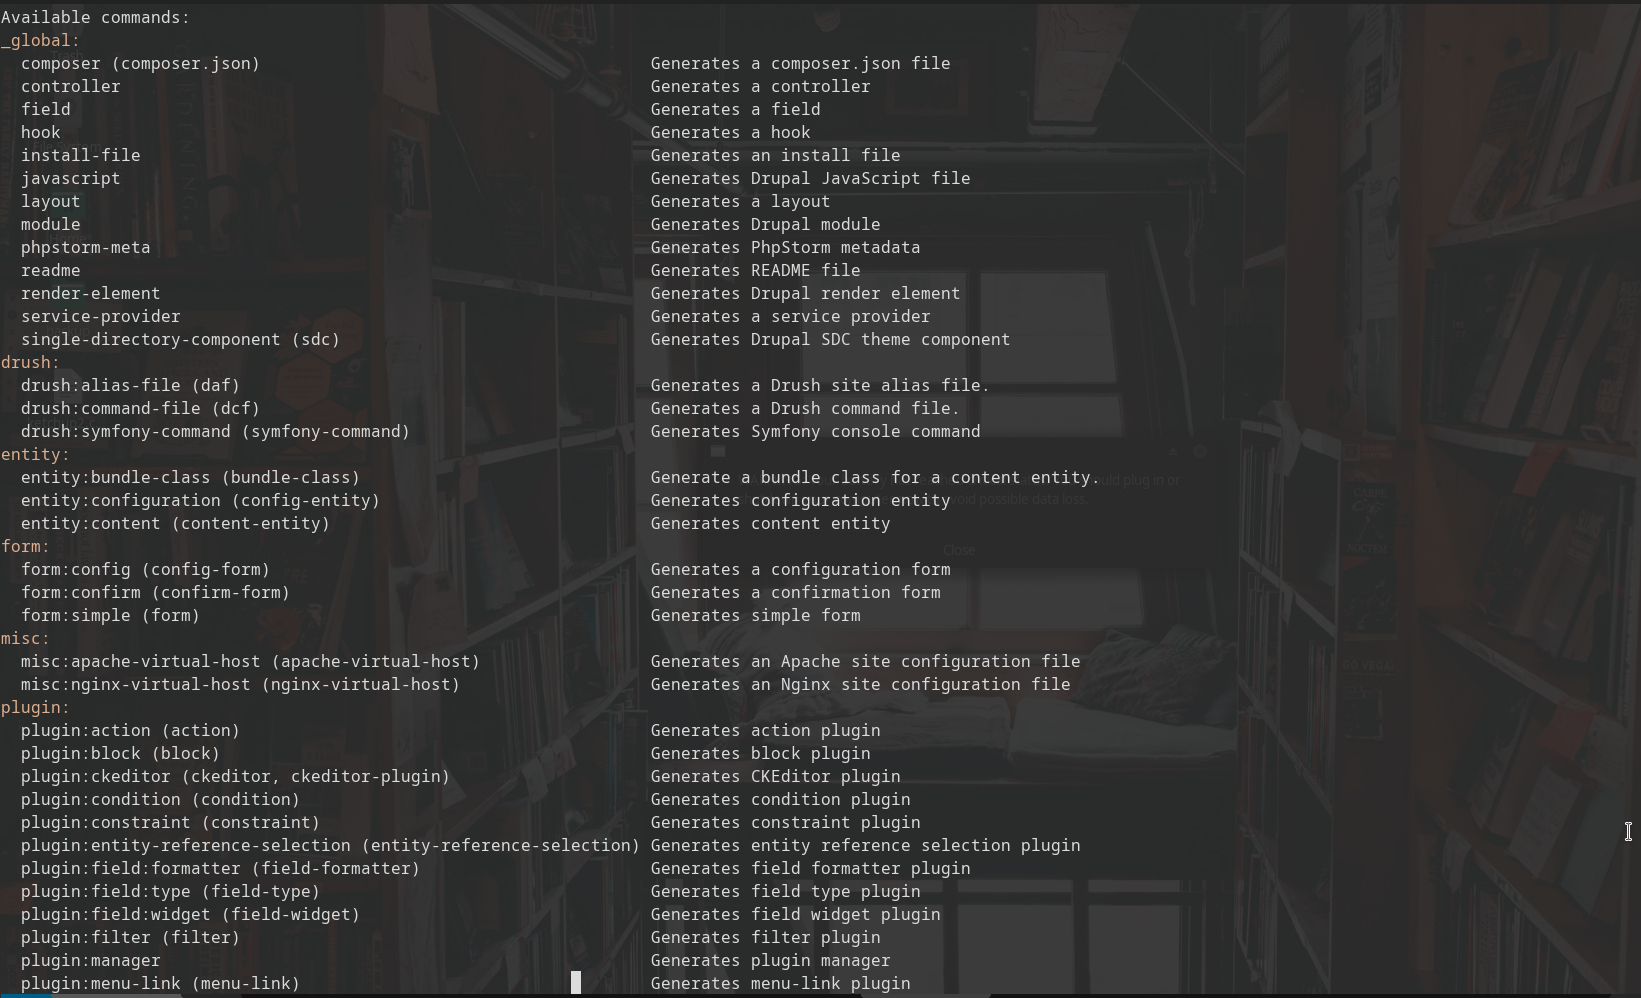 Available commands:
_global:
composer (composer.json) Generates a composer.json file
controller Generates a controller
field Generates a field
hook Generates a hook
install-file Generates an install file
javascript Generates Drupal JavaScript file
layout Generates a layout
module Generates Drupal module
phpstorm-meta Generates PhpStorm metadata
readme Generates README file
render-element Generates Drupal render element
service-provider Generates a service provider
single-directory-component (sdc) Generates Drupal SDC theme component
drush:
drush:alias-file (daf) Generates a Drush site alias file.
drush:command-file (dcf) Generates a Drush command file.
drush:symfony-command (symfony-command) Generates Symfony console command
entity:
entity:bundle-class (bundle-class) Generate a bundle class for a content entity.
entity:configuration (config-entity) Generates configuration entity
entity:content (content-entity) Generates content entity
form:
form:config (config-form) Generates a configuration form
form:confirm (confirm-form) Generates a confirmation form
form:simple (form) Generates simple form
misc:
misc:apache-virtual-host (apache-virtual-host) Generates an Apache site configuration file
misc:nginx-virtual-host (nginx-virtual-host) Generates an Nginx site configuration file
plugin:
plugin:action (action) Generates action plugin
plugin:block (block) Generates block plugin
plugin:ckeditor (ckeditor, ckeditor-plugin) Generates CKEditor plugin
plugin:condition (condition) Generates condition plugin
plugin:constraint (constraint) Generates constraint plugin
plugin:entity-reference-selection (entity-reference-selection) Generates entity reference selection plugin
plugin:field:formatter (field-formatter) Generates field formatter plugin
plugin:field:type (field-type) Generates field type plugin
plugin:field:widget (field-widget) Generates field widget plugin
plugin:filter (filter) Generates filter plugin
plugin:manager Generates plugin manager
plugin:menu-link (menu-link) Generates menu-link plugin
plug in or
void possible data loss.
Close